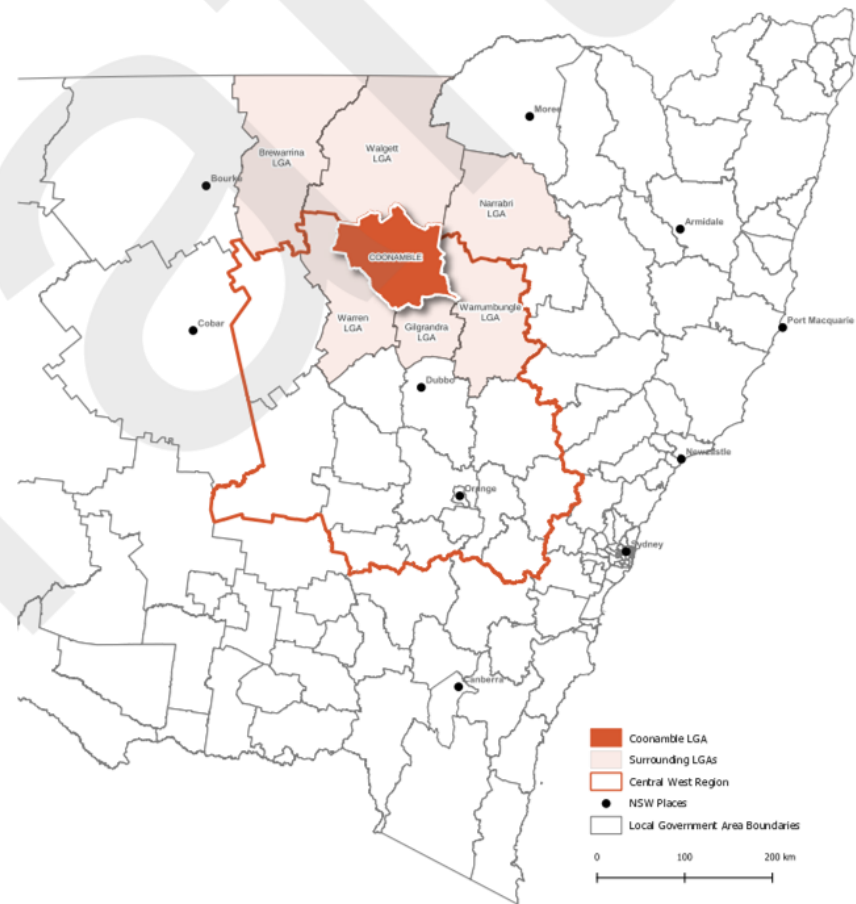 Moree
Brewarrina
LGA
Walgett
LGA
Bourke
Narrabri
LGA
Armidale
COONAMBLE
Warrumbungle
LGA
Warren
LGA
Gilgrandra
LGA
Port Macquarie
Cobar
Dubbo
Newcastle
Orange
Sydney
Canberra
Coonamble LGA
Surrounding LGAs
Central West Region
NSW Places
Local Government Area Boundaries
0 100 200 km